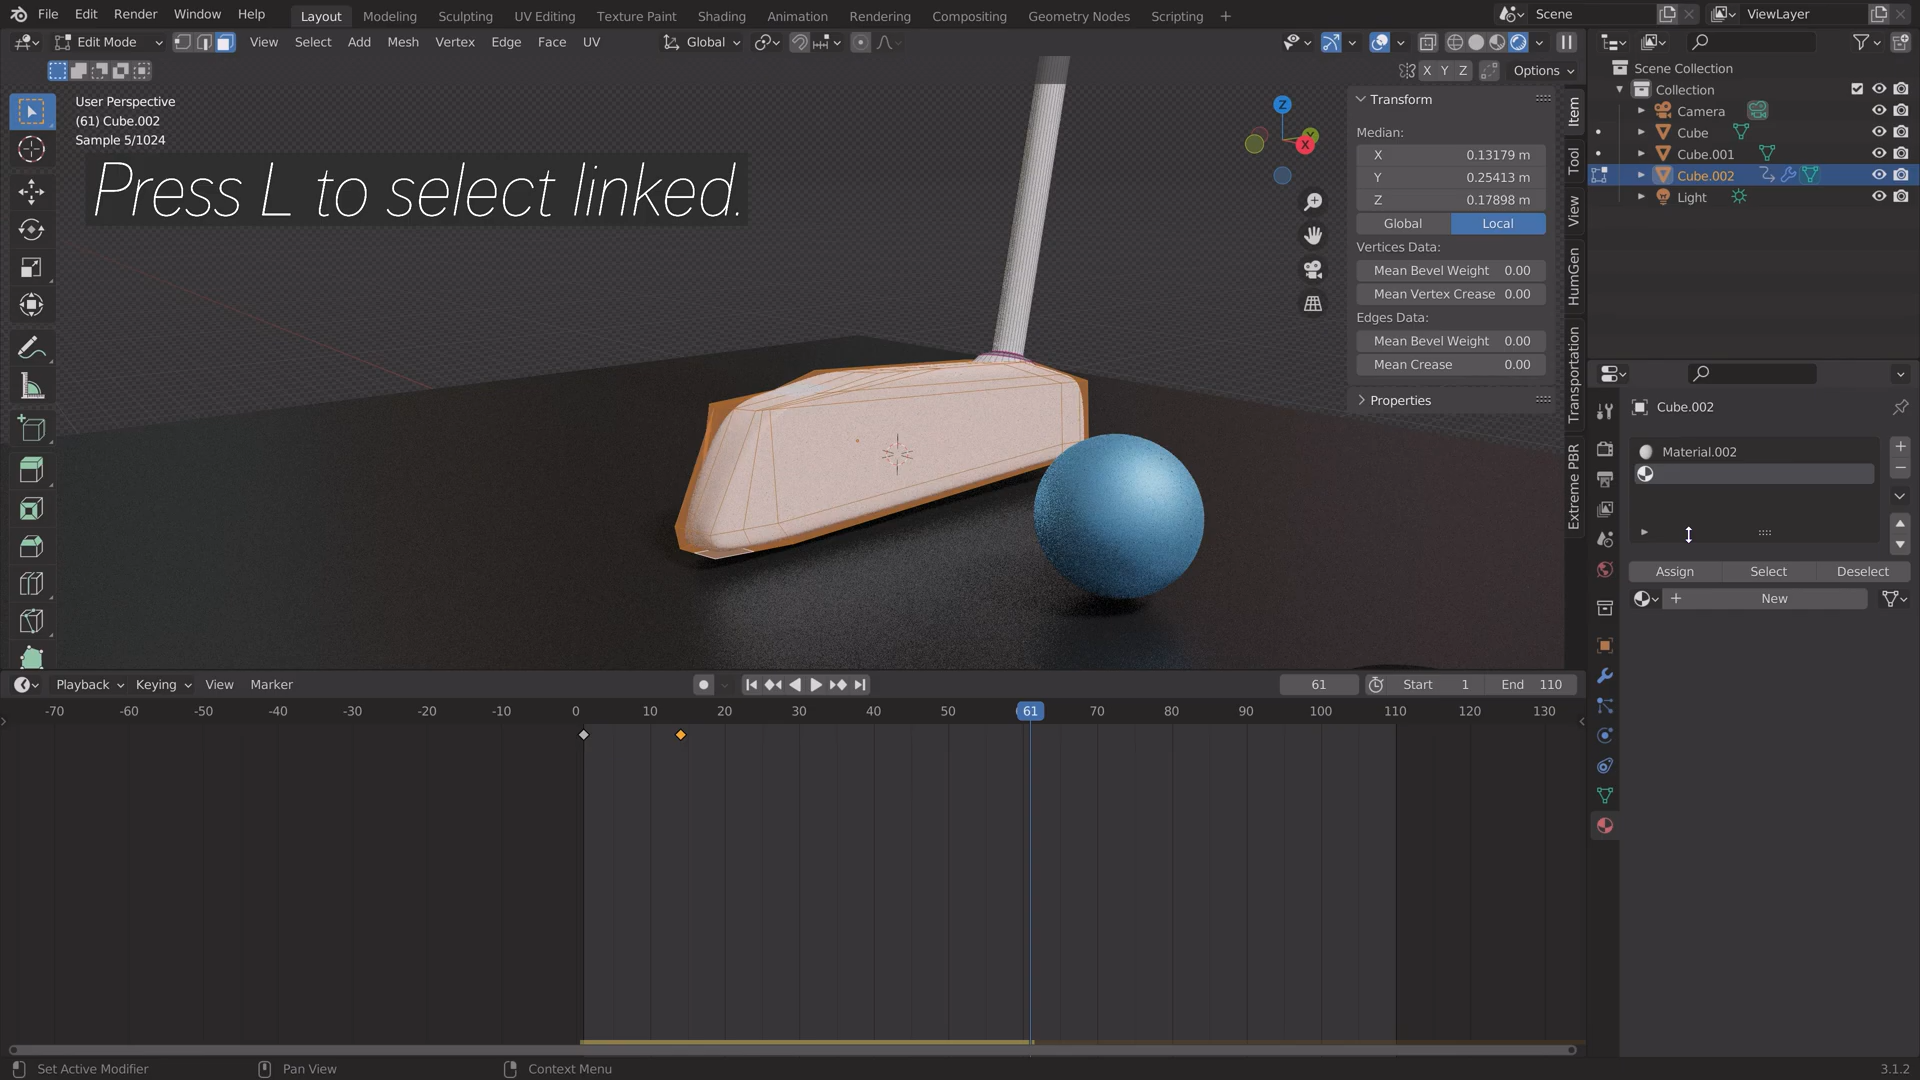 File Edit Render Window Help Layout Modeling Sculpting UV Editing Texture Paint Shading Animation Rendering Compositing Geometry Nodes Scripting + Scene ViewLayer
Edit Mode View Select Add Mesh Vertex Edge Face UV Global
X Y Z Options
User Perspective
(61) Cube.002
Sample 5/1024
Press L to select linked.
Z
Y
X
Transform
Median:
X 0.13179 m
Y 0.25413 m
Z 0.17898 m
Global Local
Vertices Data:
Mean Bevel Weight 0.00
Mean Vertex Crease 0.00
Edges Data:
Mean Bevel Weight 0.00
Mean Crease 0.00
Properties
Item
Tool
View
HumGen
Transportation
Extreme PBR
Scene Collection
Collection
Camera
Cube
Cube.001
Cube.002
Light
Cube.002
Material.002
Assign Select Deselect
New
Playback Keying View Marker 61 Start 1 End 110
-70 -60 -50 -40 -30 -20 -10 0 10 20 30 40 50 61 70 80 90 100 110 120 130
Set Active Modifier Pan View Context Menu 3.1.2